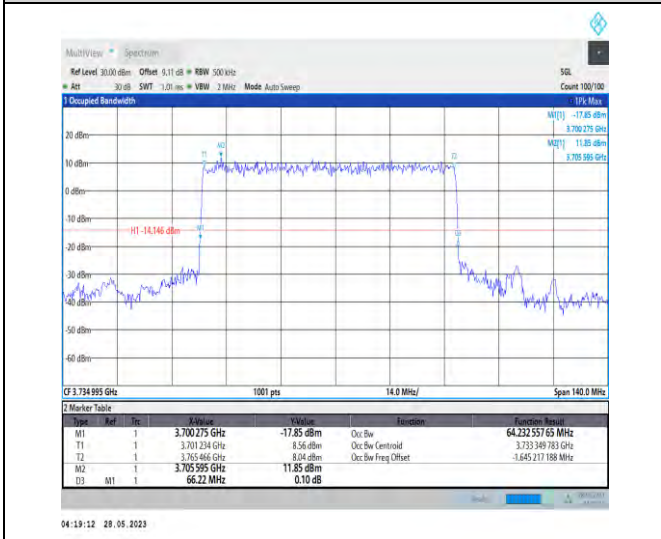 MultiView Spectrum
Ref Level 30.00 dBm Offset 9.11 dB RBW 500 kHz SGL
Att 30 dB SWT 1.01 ms VBW 2 MHz Mode Auto Sweep Count 100/100
1 Occupied Bandwidth 1Pk Max
M1[1] -17.85 dBm
3.700 275 GHz
M2[1] 11.85 dBm
3.705 595 GHz
20 dBm
M2
T1 T2
10 dBm
0 dBm
-10 dBm
H1 -14.146 dBm
M1
D3
-20 dBm
-30 dBm
-40 dBm
-50 dBm
-60 dBm
CF 3.734 995 GHz 1001 pts 14.0 MHz/ Span 140.0 MHz
2 Marker Table
Type Ref Trc X-Value Y-Value Function Function Result
M1 1 3.700 275 GHz -17.85 dBm Occ Bw 64.232 557 65 MHz
T1 1 3.701 234 GHz 8.56 dBm Occ Bw Centroid 3.733 349 783 GHz
T2 1 3.765 466 GHz 8.04 dBm Occ Bw Freq Offset -1.645 217 188 MHz
M2 1 3.705 595 GHz 11.85 dBm
D3 M1 1 66.22 MHz 0.10 dB
04:19:12 28.05.2023